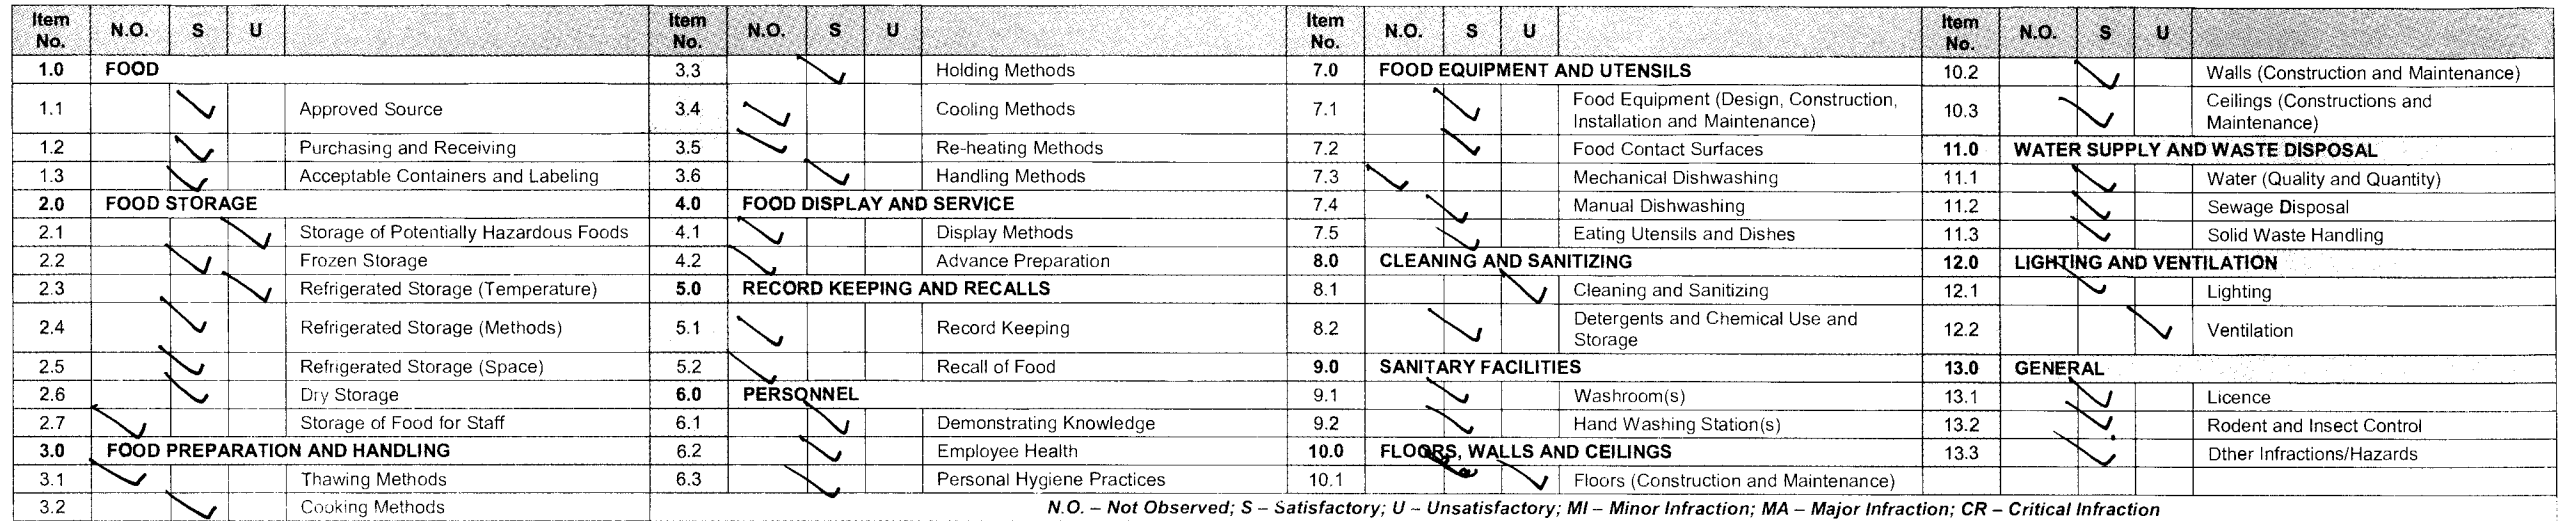 Item No. N.O. S U Item No. N.O. S U Item No. N.O. S U Item No. N.O. S U
1.0 FOOD
1.1 ✓ Approved Source
1.2 ✓ Purchasing and Receiving
1.3 ✓ Acceptable Containers and Labeling
2.0 FOOD STORAGE
2.1 ✓ Storage of Potentially Hazardous Foods
2.2 ✓ Frozen Storage
2.3 ✓ Refrigerated Storage (Temperature)
2.4 ✓ Refrigerated Storage (Methods)
2.5 ✓ Refrigerated Storage (Space)
2.6 ✓ Dry Storage
2.7 ✓ Storage of Food for Staff
3.0 FOOD PREPARATION AND HANDLING
3.1 ✓ Thawing Methods
3.2 ✓ Cooking Methods
3.3 ✓ Holding Methods
3.4 ✓ Cooling Methods
3.5 ✓ Re-heating Methods
3.6 ✓ Handling Methods
4.0 FOOD DISPLAY AND SERVICE
4.1 ✓ Display Methods
4.2 ✓ Advance Preparation
5.0 RECORD KEEPING AND RECALLS
5.1 ✓ Record Keeping
5.2 ✓ Recall of Food
6.0 PERSONNEL
6.1 ✓ Demonstrating Knowledge
6.2 ✓ Employee Health
6.3 ✓ Personal Hygiene Practices
7.0 FOOD EQUIPMENT AND UTENSILS
7.1 ✓ Food Equipment (Design, Construction,
Installation and Maintenance)
7.2 ✓ Food Contact Surfaces
7.3 ✓ Mechanical Dishwashing
7.4 ✓ Manual Dishwashing
7.5 ✓ Eating Utensils and Dishes
8.0 CLEANING AND SANITIZING
8.1 ✓ Cleaning and Sanitizing
8.2 ✓ Detergents and Chemical Use and
Storage
9.0 SANITARY FACILITIES
9.1 ✓ Washroom(s)
9.2 ✓ Hand Washing Station(s)
10.0 FLOORS, WALLS AND CEILINGS
10.1 ✓ Floors (Construction and Maintenance)
10.2 ✓ Walls (Construction and Maintenance)
10.3 ✓ Ceilings (Constructions and
Maintenance)
11.0 WATER SUPPLY AND WASTE DISPOSAL
11.1 ✓ Water (Quality and Quantity)
11.2 ✓ Sewage Disposal
11.3 ✓ Solid Waste Handling
12.0 LIGHTING AND VENTILATION
12.1 ✓ Lighting
12.2 ✓ Ventilation
13.0 GENERAL
13.1 ✓ Licence
13.2 ✓ Rodent and Insect Control
13.3 ✓ Other Infractions/Hazards
N.O. – Not Observed; S – Satisfactory; U – Unsatisfactory; MI – Minor Infraction; MA – Major Infraction; CR – Critical Infraction